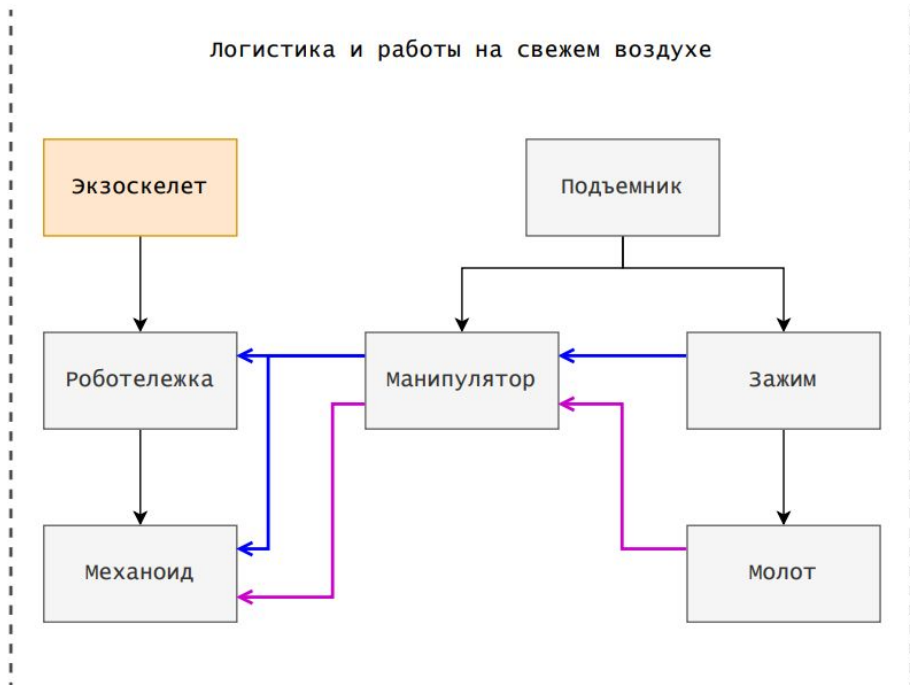 Логистика и работы на свежем воздухе
Экзоскелет
Подъемник
Роботележка
Манипулятор
Зажим
Механоид
Молот